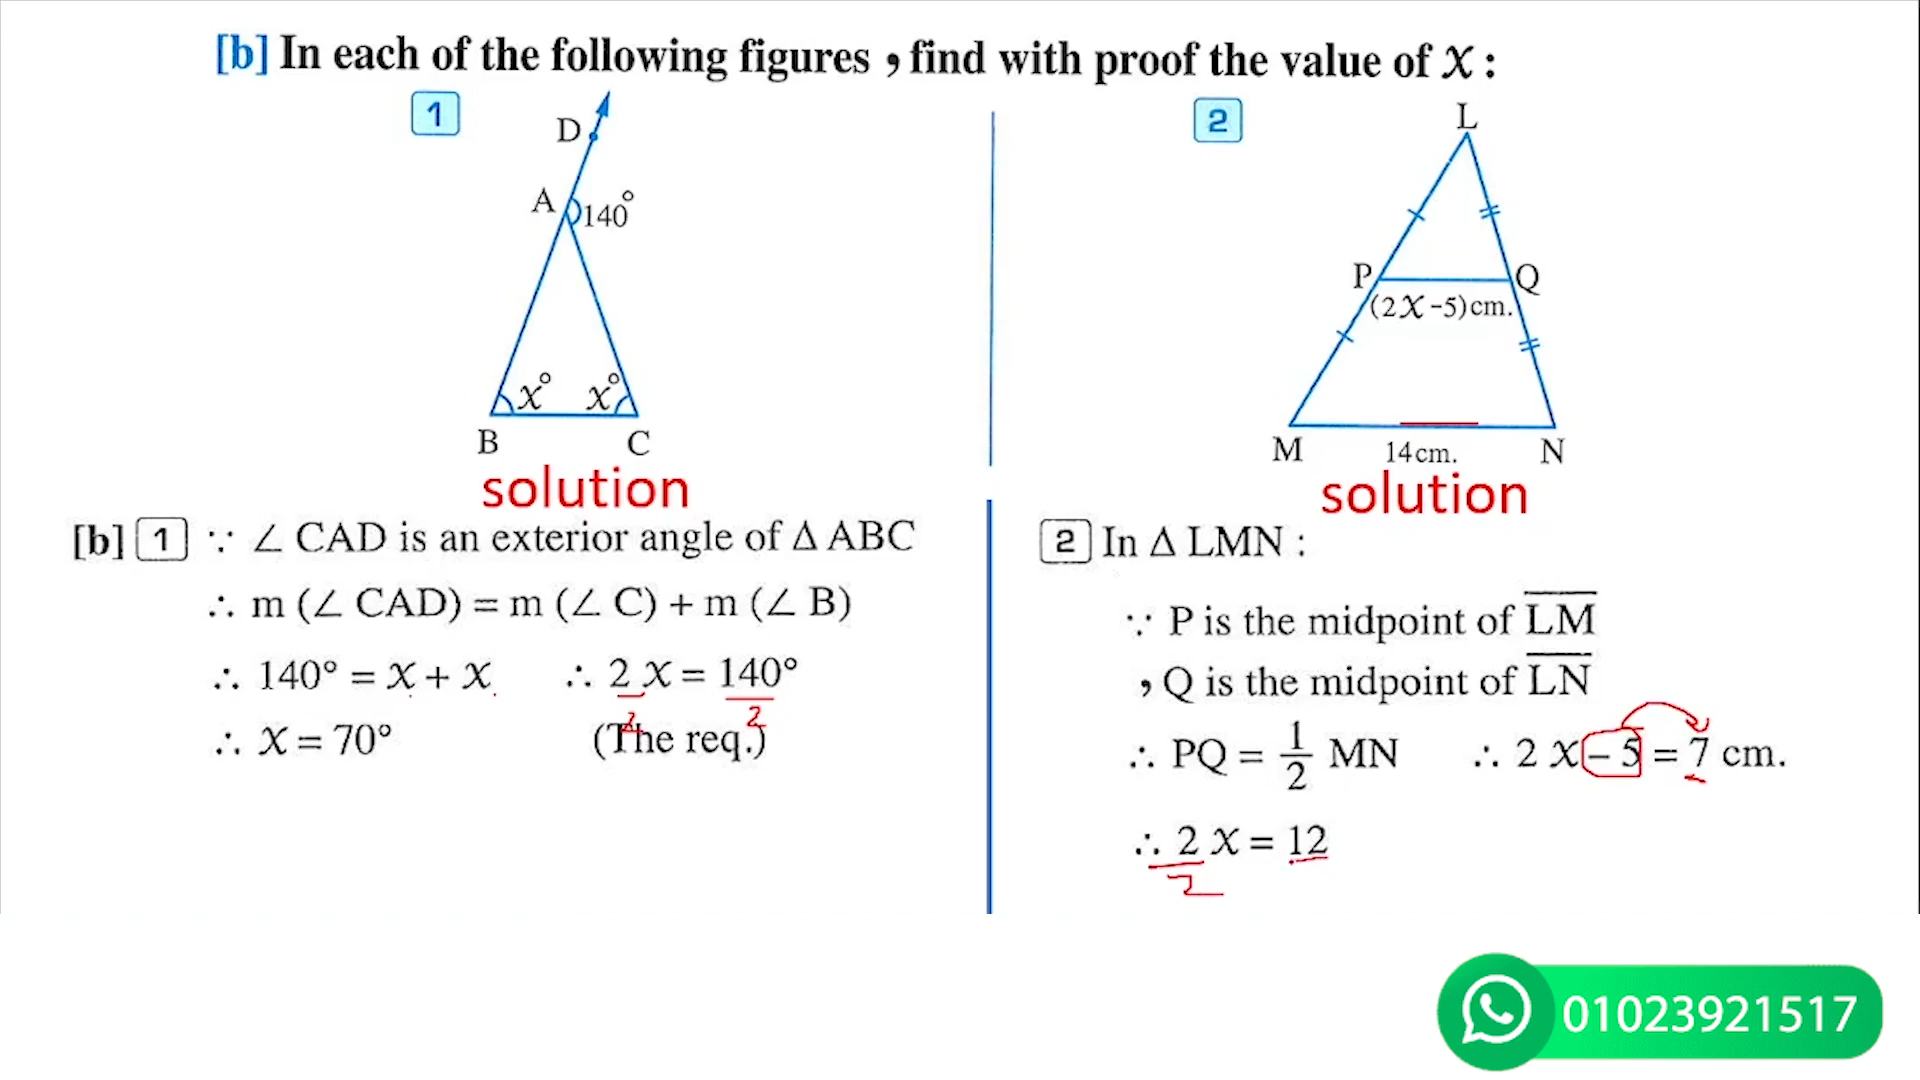 [b] In each of the following figures , find with proof the value of X :
1
D
A
140°
X°
X°
B
C
2
L
P
Q
(2X -5)cm.
M
14cm.
N
solution
[b] 1 ∵ ∠ CAD is an exterior angle of Δ ABC
∴ m (∠ CAD) = m (∠ C) + m (∠ B)
∴ 140° = X + X ∴ 2 X = 140°
2 2
∴ X = 70° (The req.)
solution
2 In Δ LMN :
∵ P is the midpoint of LM
, Q is the midpoint of LN
∴ PQ = 1/2 MN ∴ 2 X - 5 = 7 cm.
∴ 2 X = 12
2
01023921517